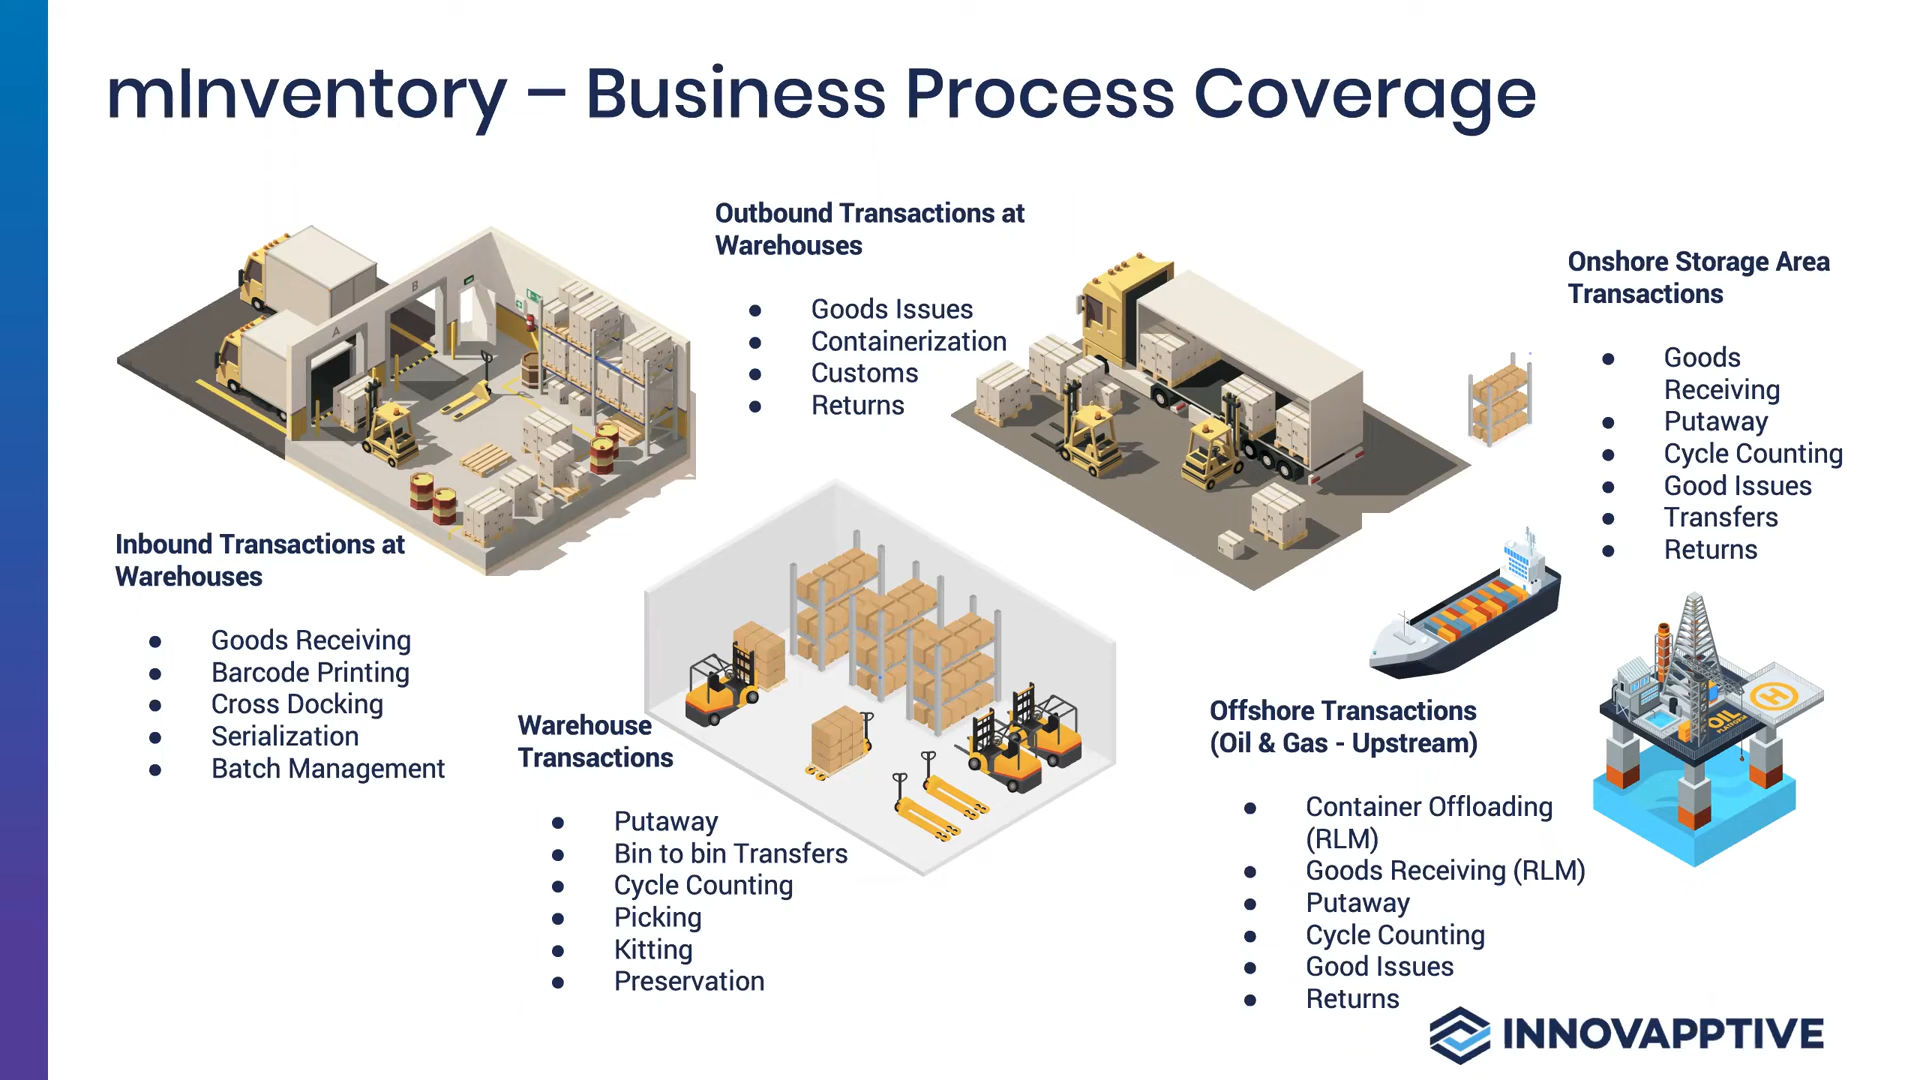 mInventory – Business Process Coverage
Outbound Transactions at
Warehouses
● Goods Issues
● Containerization
● Customs
● Returns
Onshore Storage Area
Transactions
● Goods
Receiving
● Putaway
● Cycle Counting
● Good Issues
● Transfers
● Returns
A
B
Inbound Transactions at
Warehouses
● Goods Receiving
● Barcode Printing
● Cross Docking
● Serialization
● Batch Management
Warehouse
Transactions
● Putaway
● Bin to bin Transfers
● Cycle Counting
● Picking
● Kitting
● Preservation
Offshore Transactions
(Oil & Gas - Upstream)
● Container Offloading
(RLM)
● Goods Receiving (RLM)
● Putaway
● Cycle Counting
● Good Issues
● Returns
H
OIL
PLATFORM
INNOVAPPTIVE